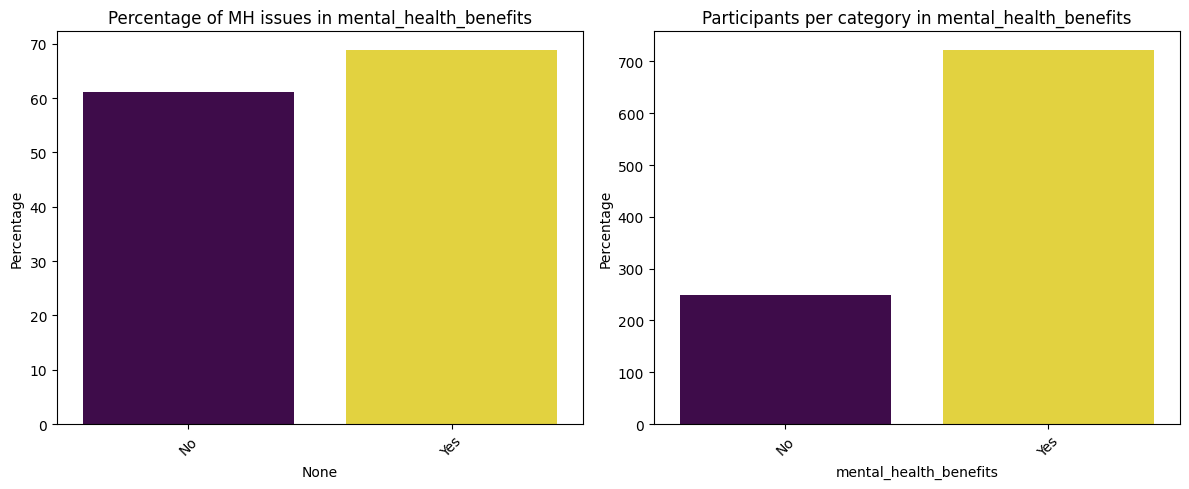 Percentage of MH issues in mental_health_benefits
Percentage
70
60
50
40
30
20
10
0
No
Yes
None
Participants per category in mental_health_benefits
Percentage
700
600
500
400
300
200
100
0
No
Yes
mental_health_benefits